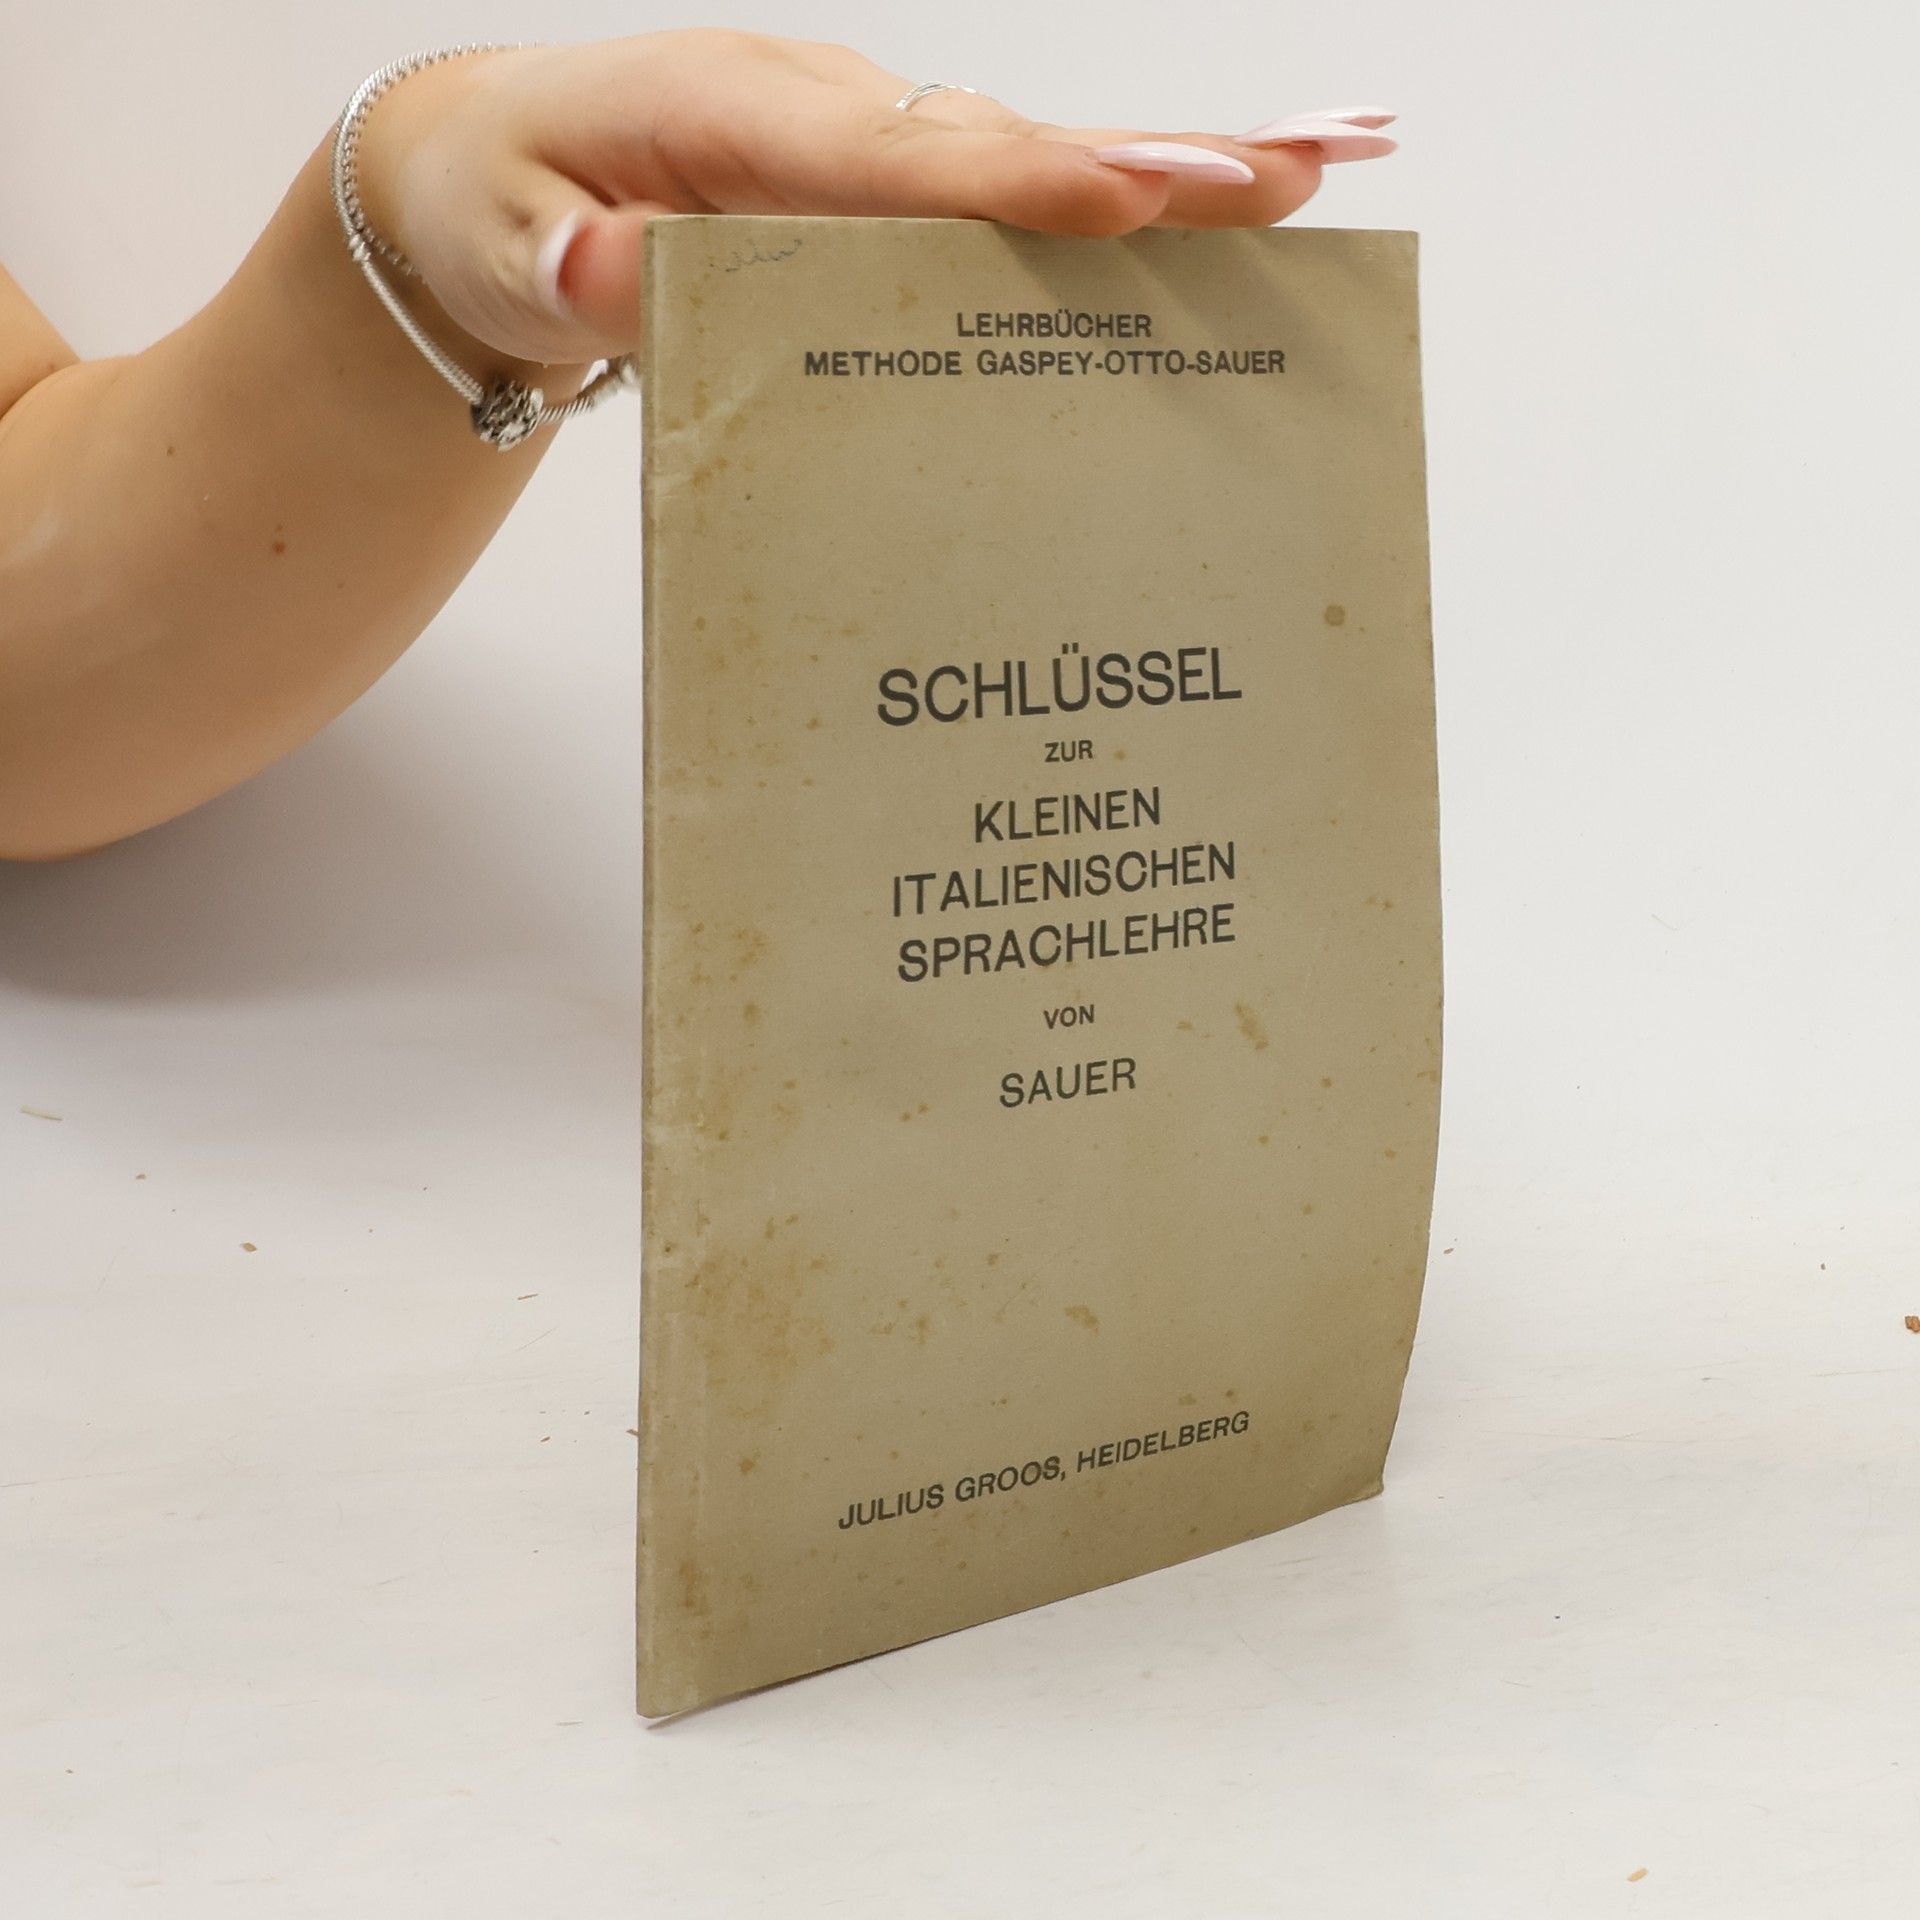 LEHRBÜCHER
METHODE GASPEY-OTTO-SAUER
SCHLÜSSEL
ZUR
KLEINEN
ITALIENISCHEN
SPRACHLEHRE
VON
SAUER
JULIUS GROOS, HEIDELBERG